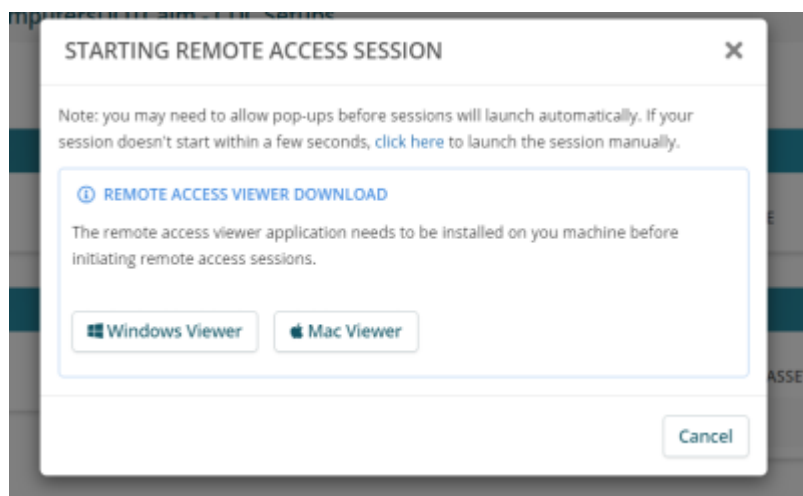 STARTING REMOTE ACCESS SESSION
Note: you may need to allow pop-ups before sessions will launch automatically. If your
session doesn't start within a few seconds, click here to launch the session manually.
REMOTE ACCESS VIEWER DOWNLOAD
The remote access viewer application needs to be installed on you machine before
initiating remote access sessions.
Windows Viewer
Mac Viewer
ASSE
Cancel